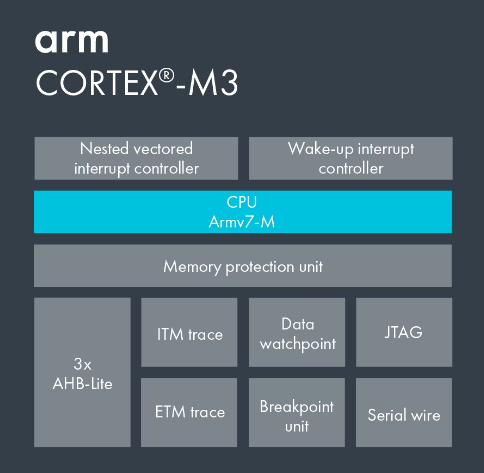 arm
CORTEX®-M3
Nested vectored
interrupt controller
Wake-up interrupt
controller
CPU
Armv7-M
Memory protection unit
3x
AHB-Lite
ITM trace
Data
watchpoint
JTAG
ETM trace
Breakpoint
unit
Serial wire